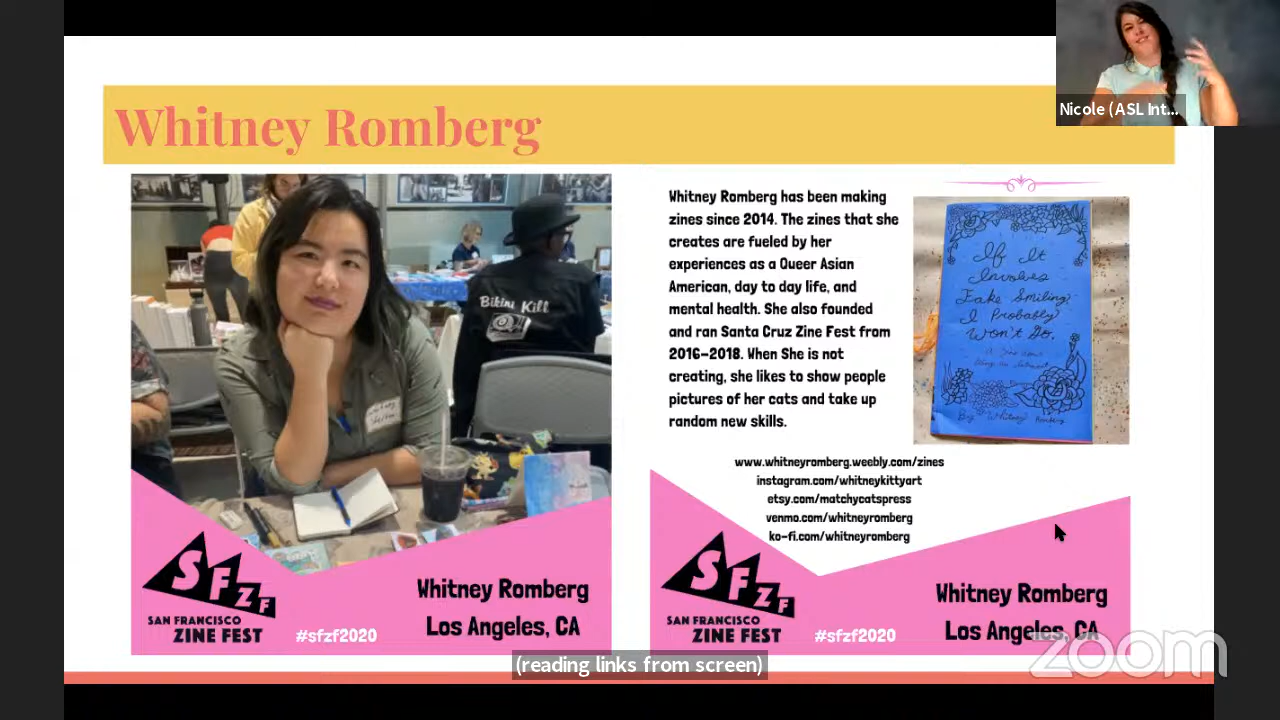 Nicole (ASL Int...
Whitney Romberg
Bikini Kill
SFZF
SAN FRANCISCO
ZINE FEST
#sfzf2020
Whitney Romberg
Los Angeles, CA
Whitney Romberg has been making
zines since 2014. The zines that she
creates are fueled by her
experiences as a Queer Asian
American, day to day life, and
mental health. She also founded
and ran Santa Cruz Zine Fest from
2016-2018. When She is not
creating, she likes to show people
pictures of her cats and take up
random new skills.
If It
Involves
Fake Smiling,
I Probably
Won't Go.
By Whitney Romberg
www.whitneyromberg.weebly.com/zines
instagram.com/whitneykittyart
etsy.com/matchycatspress
venmo.com/whitneyromberg
ko-fi.com/whitneyromberg
SFZF
SAN FRANCISCO
ZINE FEST
#sfzf2020
Whitney Romberg
Los Angeles, CA
zoom
(reading links from screen)